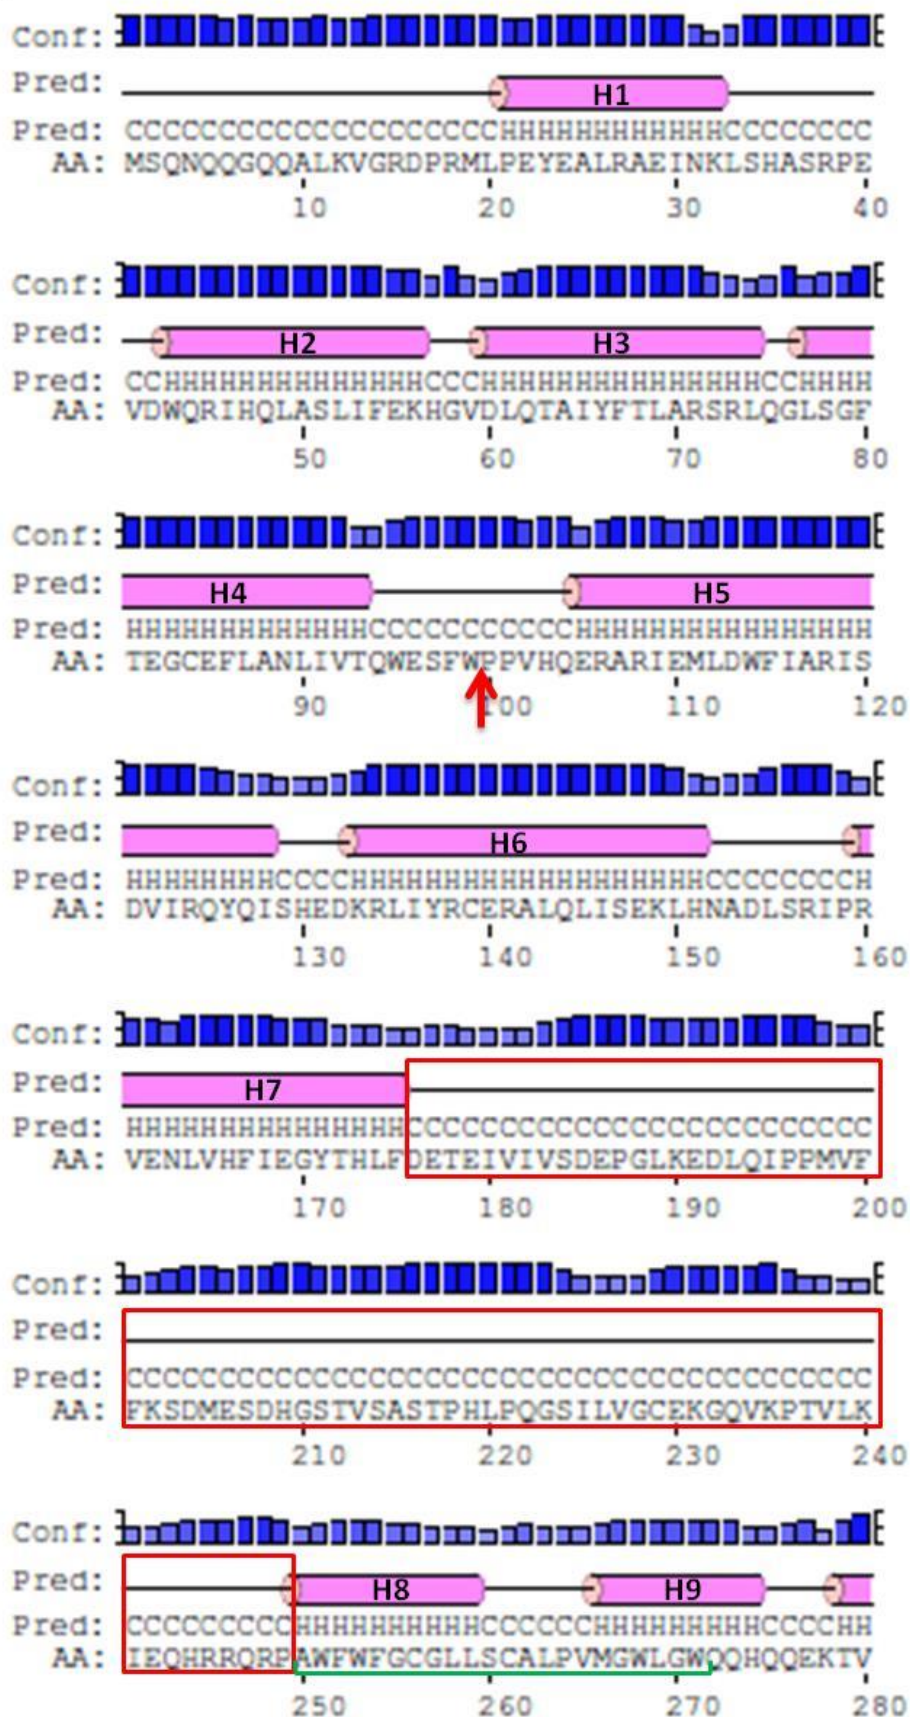 Conf:
Pred: H1
Pred: CCCCCCCCCCCCCCCCCCCCHHHHHHHHHHHHCCCCCCCC
AA: MSQNQQGQQALKVGRDPRMLPEYEALRAEINKLSHASRPE
10 20 30 40
Conf:
Pred: H2 H3
Pred: CCHHHHHHHHHHHHHHCCCHHHHHHHHHHHHHHHCCHHHH
AA: VDWQRIHQLASLIFEKHGVDLQTAIYFTLARSRLQGLSGF
50 60 70 80
Conf:
Pred: H4 H5
Pred: HHHHHHHHHHHHHCCCCCCCCCCCHHHHHHHHHHHHHHHH
AA: TEGCEFLANLIVTQWESFWPPVHQERARIEMLDWFIARIS
90 100 110 120
Conf:
Pred: H6
Pred: HHHHHHHHCCCCHHHHHHHHHHHHHHHHHHHCCCCCCCCH
AA: DVIRQYQISHEDKRLIYRCERALQLISEKLHNADLSRIPR
130 140 150 160
Conf:
Pred: H7
Pred: HHHHHHHHHHHHHHHCCCCCCCCCCCCCCCCCCCCCCCCC
AA: VENLVHFIEGYTHLFDETEIVIVSDEPGLKEDLQIPPMVF
170 180 190 200
Conf:
Pred:
Pred: CCCCCCCCCCCCCCCCCCCCCCCCCCCCCCCCCCCCCCCC
AA: FKSDMESDHGSTVSASTPHLPQGSILVGCEKGQVKPTVLK
210 220 230 240
Conf:
Pred: H8 H9
Pred: CCCCCCCCCHHHHHHHHHHCCCCCCHHHHHHHHHCCCCHH
AA: IEQHRRQRPAWFWFGCGLLSCALPVMGWLGWQQHQQEKTV
250 260 270 280